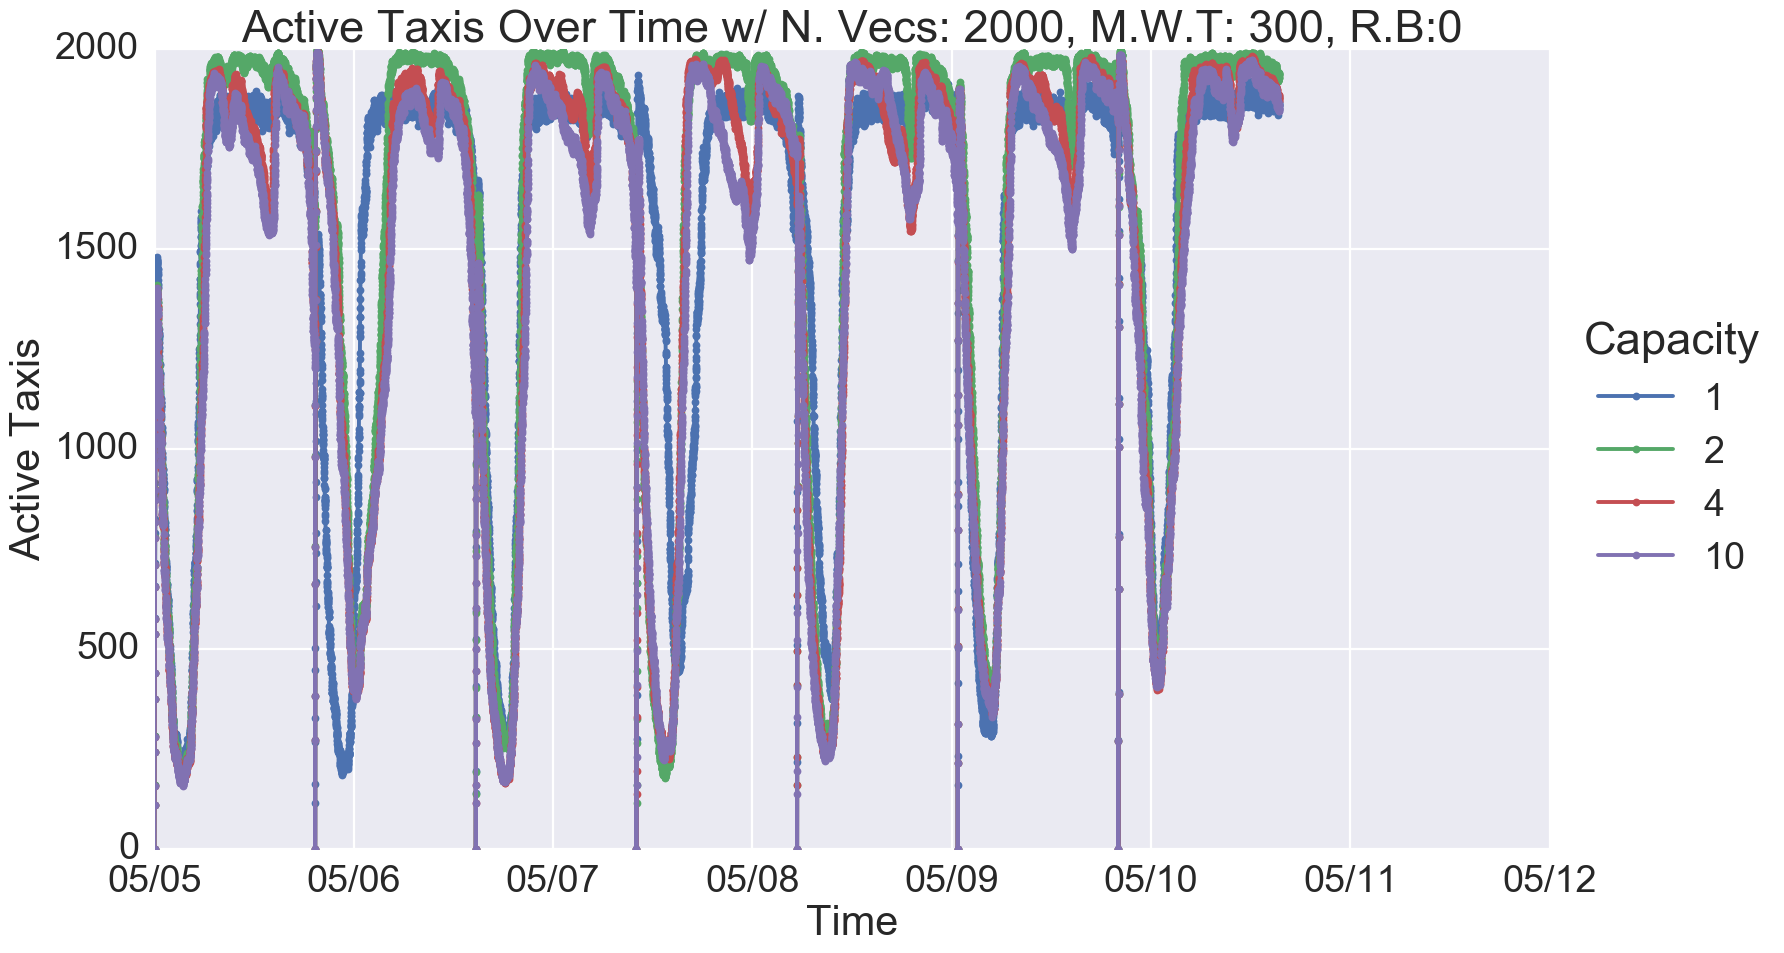 Active Taxis Over Time w/ N. Vecs: 2000, M.W.T: 300, R.B:0
2000
1500
1000
500
0
Active Taxis
05/05 05/06 05/07 05/08 05/09 05/10 05/11 05/12
Time
Capacity
1
2
4
10